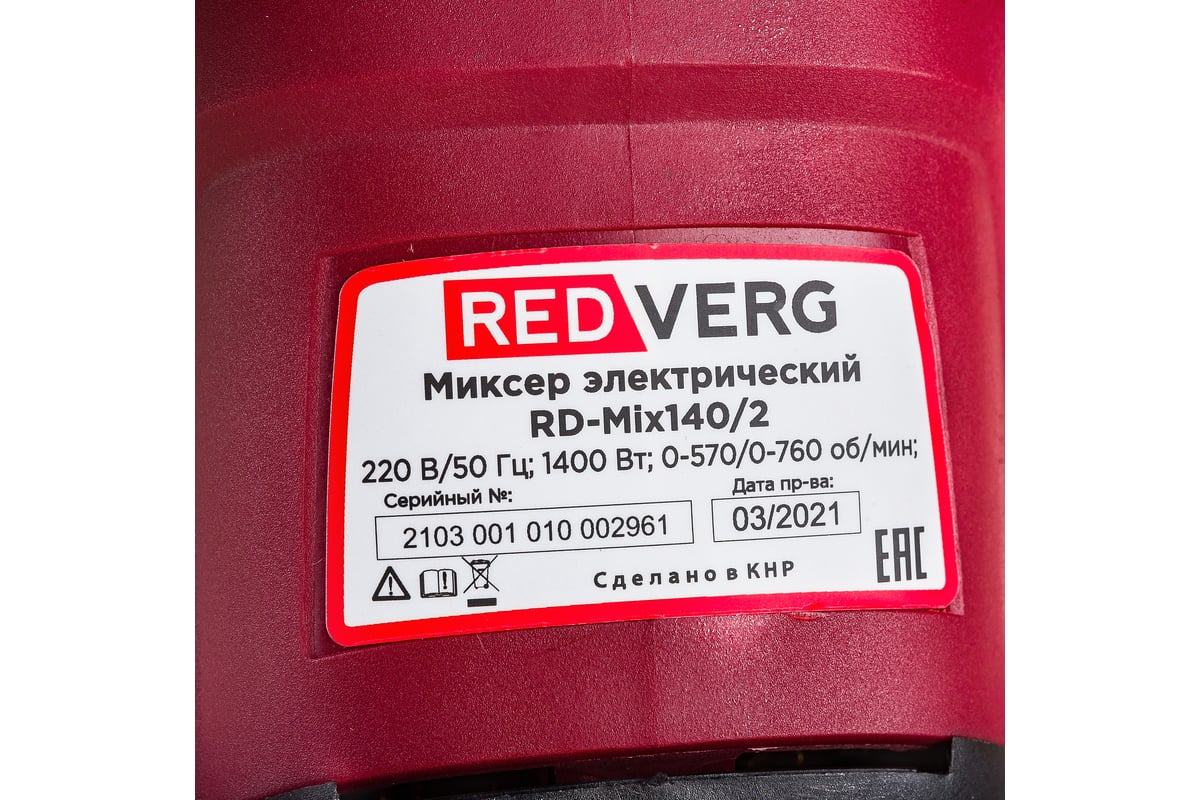 REDVERG
Миксер электрический
RD-Mix140/2
220 В/50 Гц; 1400 Вт; 0-570/0-760 об/мин;
Серийный №: Дата пр-ва:
2103 001 010 002961 03/2021
Сделано в КНР EAC